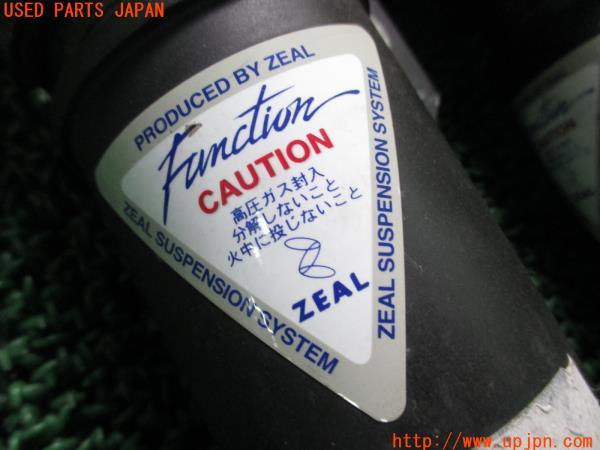 USED PARTS JAPAN
PRODUCED BY ZEAL
Function
CAUTION
高圧ガス封入
分解しないこと
火中に投じないこと
ZEAL
ZEAL SUSPENSION SYSTEM
ZEAL SUSPENSION SYSTEM
http://www.upjpn.com/